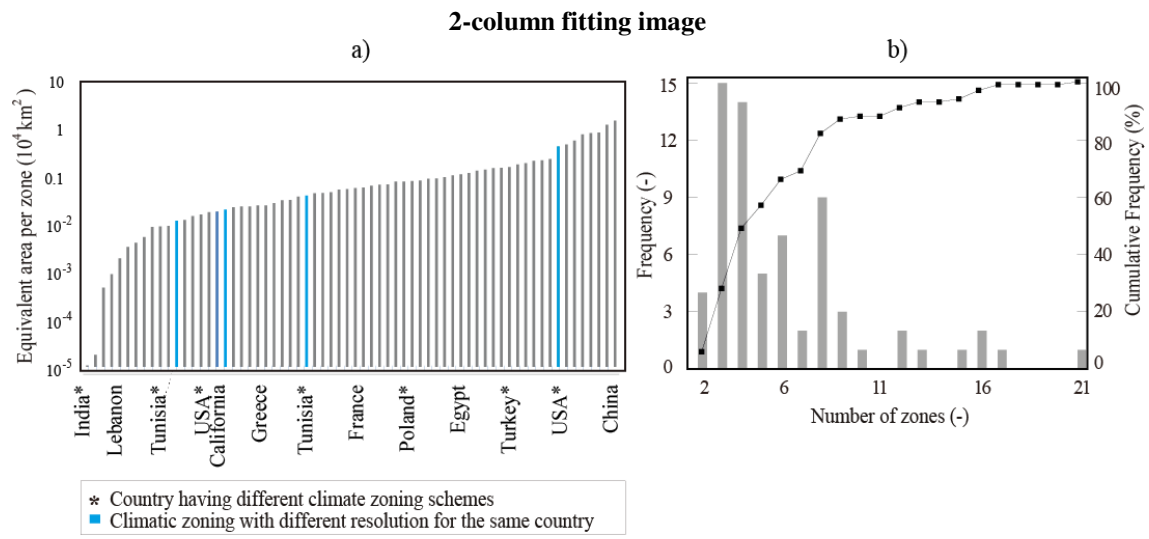 2-column fitting image
a)
Equivalent area per zone (10⁴ km²)
10
1
0.1
10⁻²
10⁻³
10⁻⁴
10⁻⁵
India*
Lebanon
Tunisia*
USA*
California
Greece
Tunisia*
France
Poland*
Egypt
Turkey*
USA*
China
* Country having different climate zoning schemes
Climatic zoning with different resolution for the same country
b)
Frequency (-)
15
12
9
6
3
0
2
6
11
16
21
Number of zones (-)
100
80
60
40
20
0
Cumulative Frequency (%)